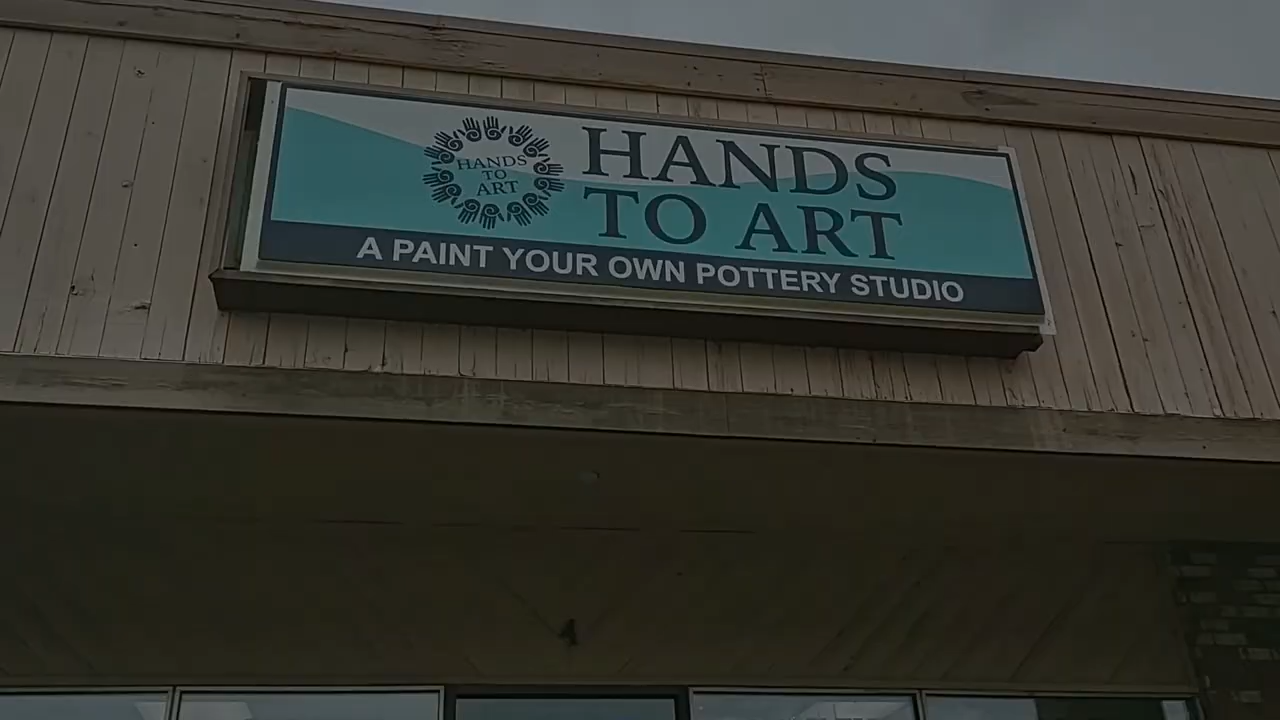 HANDS
TO
ART
HANDS
TO ART
A PAINT YOUR OWN POTTERY STUDIO